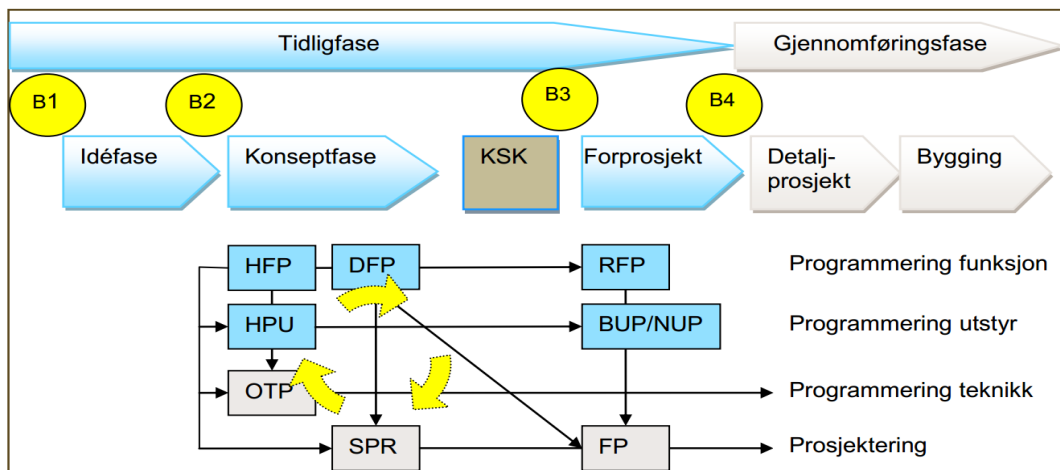 Tidligfase
Gjennomføringsfase
B1
B2
B3
B4
Idéfase
Konseptfase
KSK
Forprosjekt
Detalj-
prosjekt
Bygging
HFP
DFP
RFP
Programmering funksjon
HPU
BUP/NUP
Programmering utstyr
OTP
Programmering teknikk
SPR
FP
Prosjektering